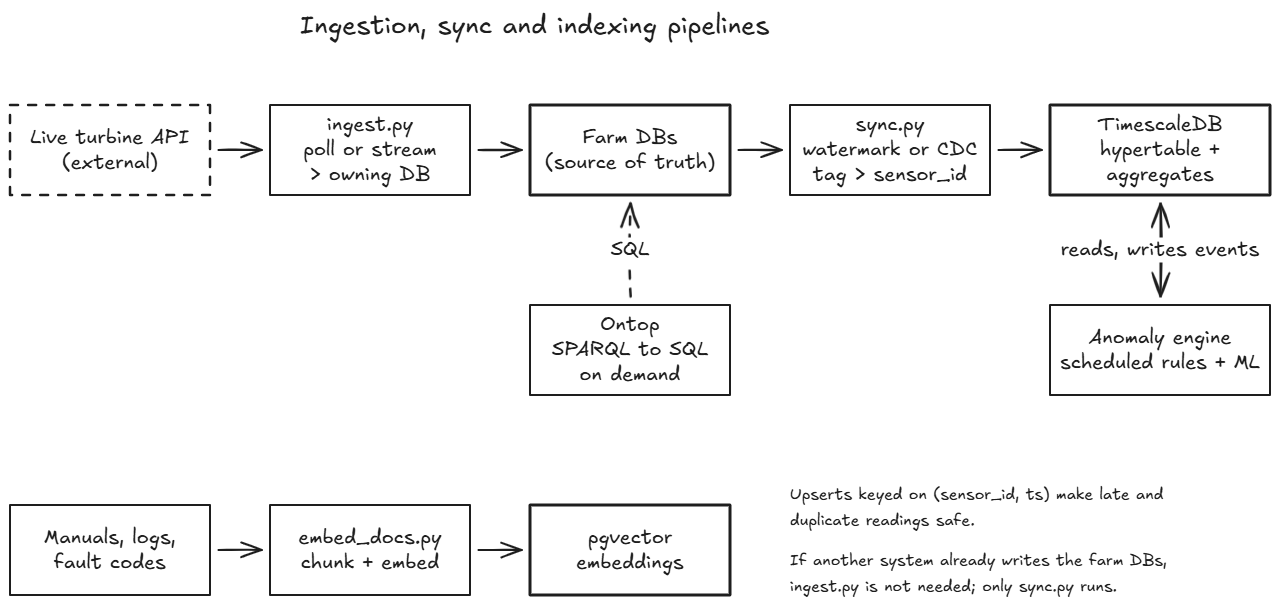 Ingestion, sync and indexing pipelines
Live turbine API
(external)
ingest.py
poll or stream
> owning DB
Farm DBs
(source of truth)
sync.py
watermark or CDC
tag > sensor_id
TimescaleDB
hypertable +
aggregates
SQL
reads, writes events
Ontop
SPARQL to SQL
on demand
Anomaly engine
scheduled rules + ML
Manuals, logs,
fault codes
embed_docs.py
chunk + embed
pgvector
embeddings
Upserts keyed on (sensor_id, ts) make late and
duplicate readings safe.
If another system already writes the farm DBs,
ingest.py is not needed; only sync.py runs.